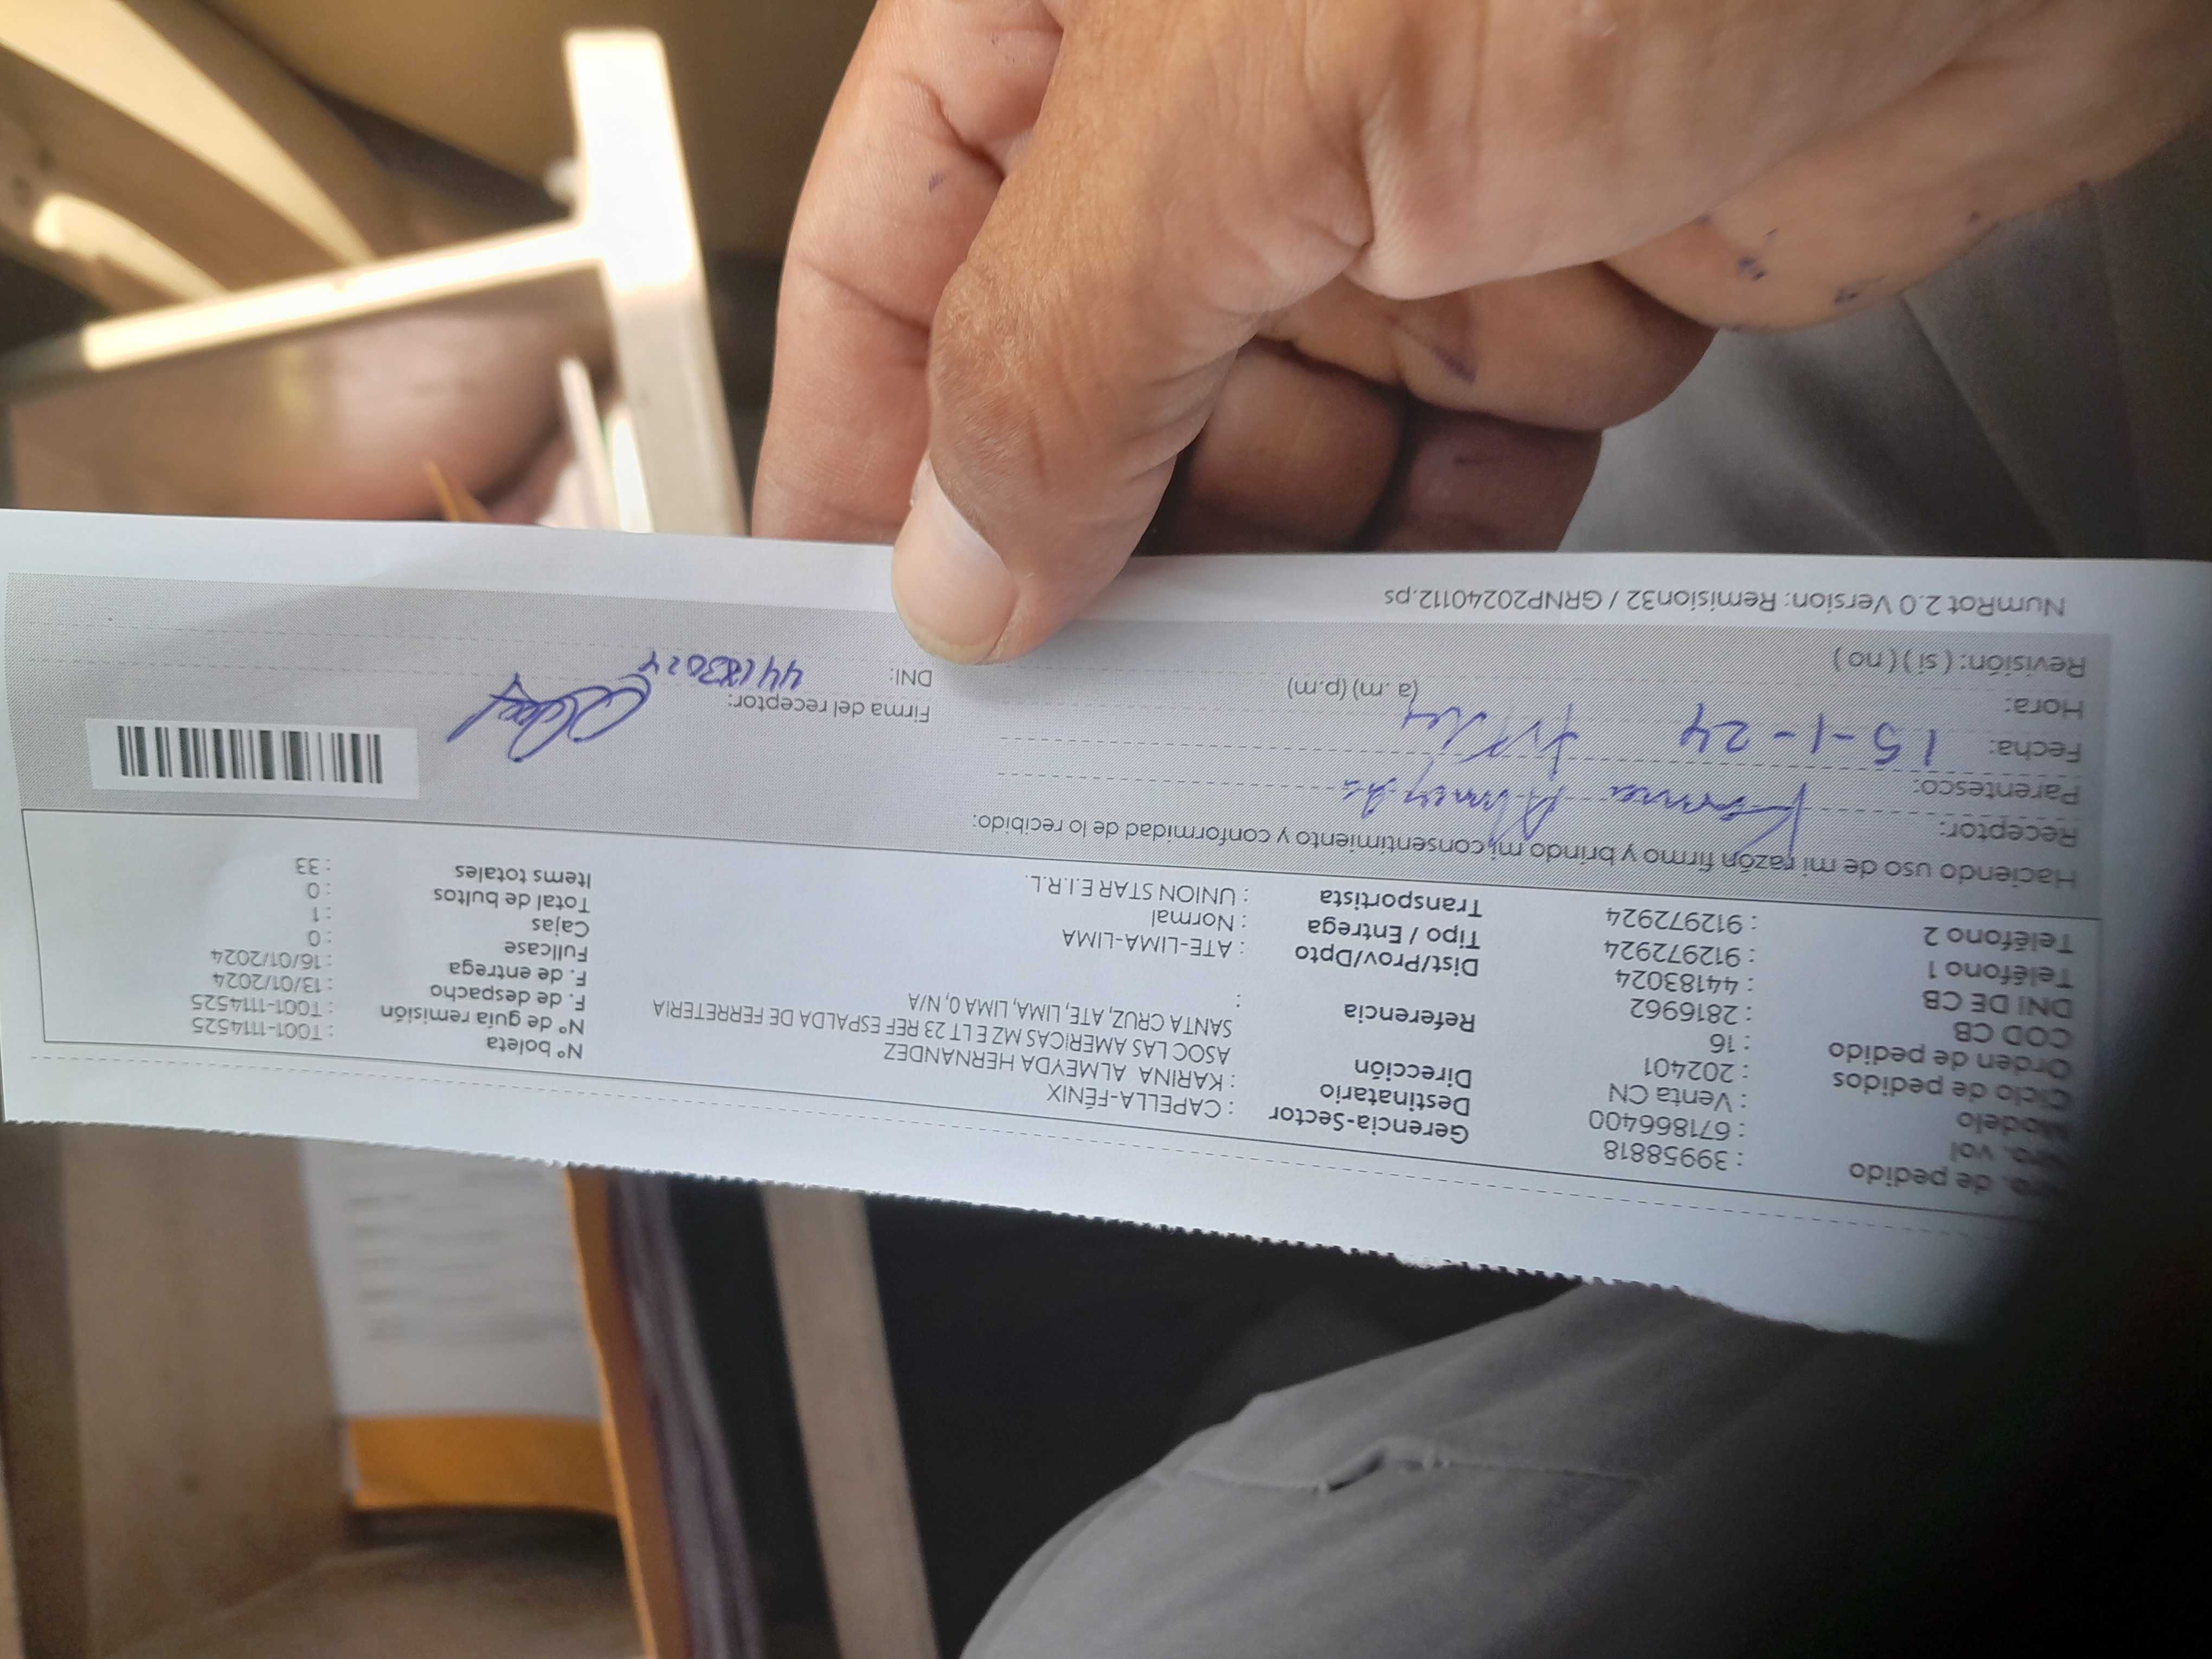 Nro. de pedido : 39958818
Nro. vol : 671866400
Modelo : Venta CN
Ciclo de pedidos : 202401
Orden de pedido : 16
COD CB : 2816962
DNI DE CB : 44183024
Teléfono 1 : 912972924
Teléfono 2 : 912972924
Gerencia-Sector : CAPELLA-FÉNIX
Destinatario : KARINA ALMEYDA HERNANDEZ
Dirección ASOC LAS AMERICAS MZ E LT 23 REF ESPALDA DE FERRETERIA
SANTA CRUZ, ATE, LIMA, LIMA 0, N/A
Referencia :
Dist/Prov/Dpto : ATE-LIMA-LIMA
Tipo / Entrega : Normal
Transportista : UNION STAR E.I.R.L.
N° boleta : T001-1114525
N° de guía remisión : T001-1114525
F. de despacho : 13/01/2024
F. de entrega : 16/01/2024
Fullcase : 0
Cajas : 1
Total de bultos : 0
Items totales : 33
Haciendo uso de mi razón firmo y brindo mi consentimiento y conformidad de lo recibido:
Receptor: Karina Almeyda
Parentesco:
Fecha: 15-1-24
Hora: (a .m) (p.m)
Revisión: ( si ) ( no )
Firma del receptor:
DNI: 44183024
NumRot 2.0 Version: Remision32 / GRNP20240112.ps